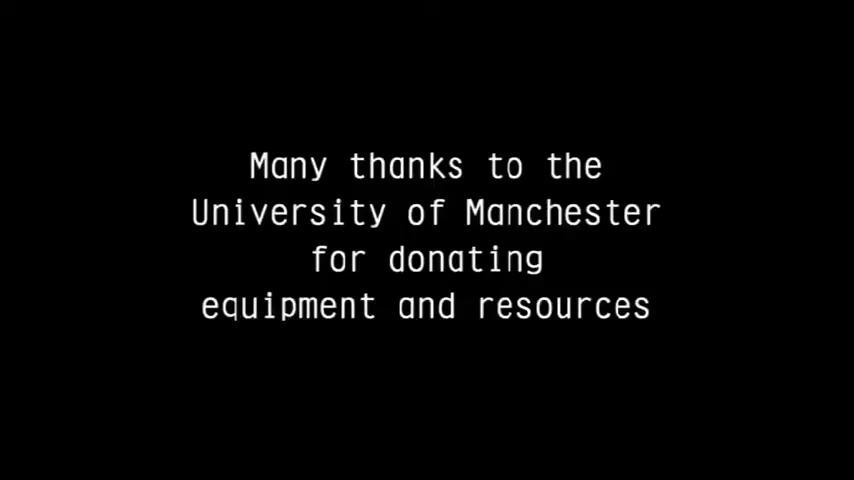 Many thanks to the
University of Manchester
for donating
equipment and resources